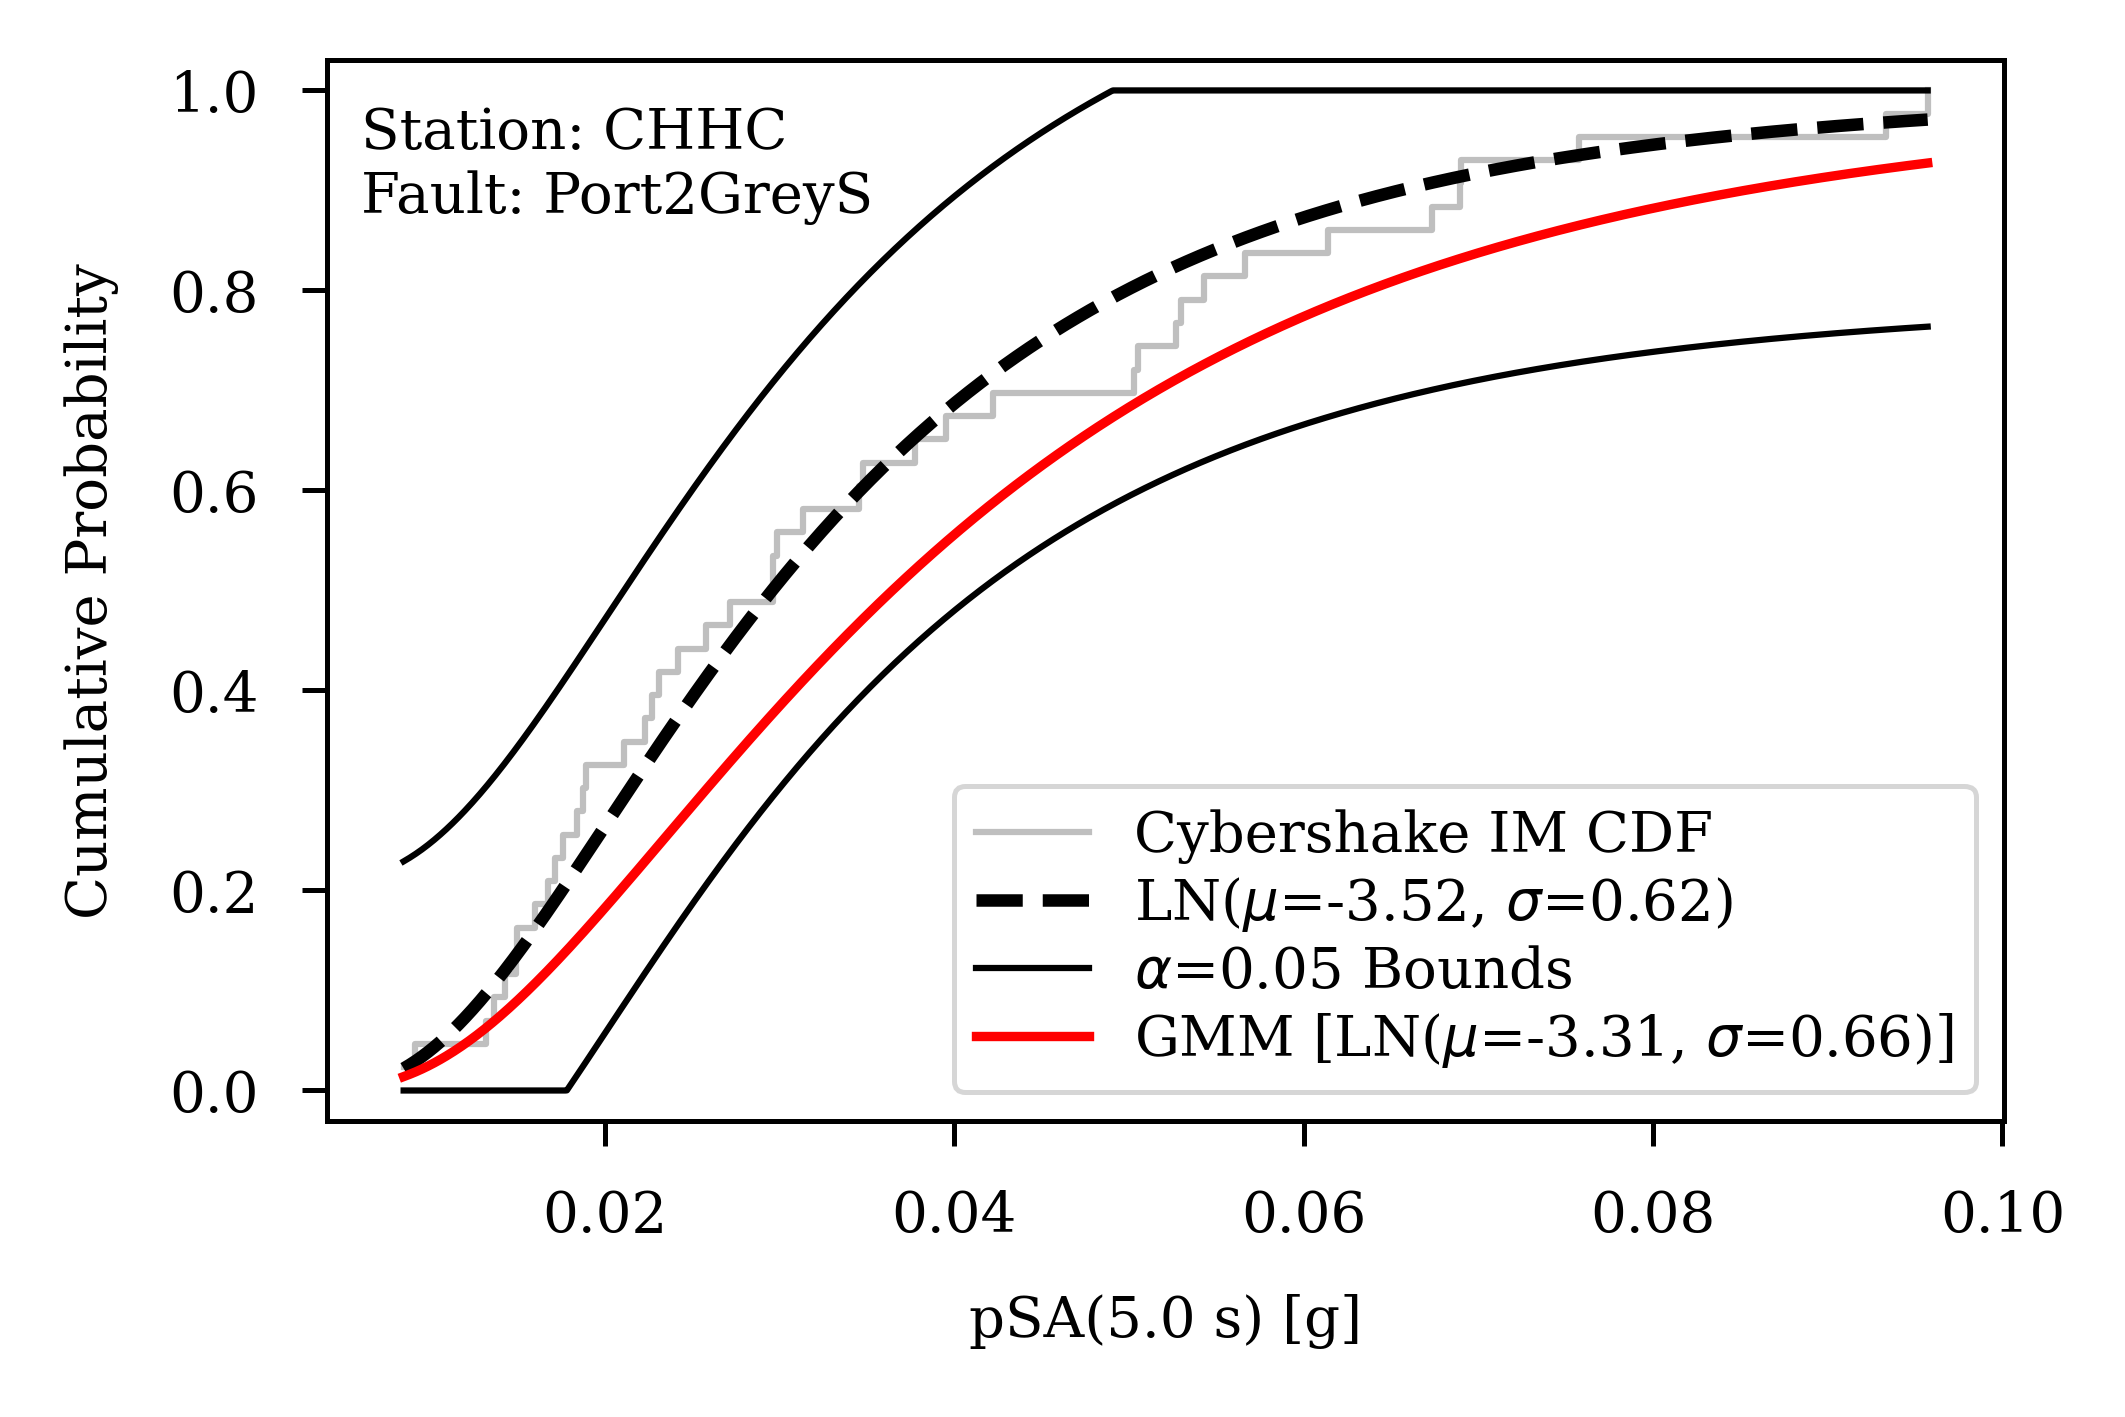 Station: CHHC
Fault: Port2GreyS
Cumulative Probability
1.0
0.8
0.6
0.4
0.2
0.0
Cybershake IM CDF
LN(μ=-3.52, σ=0.62)
α=0.05 Bounds
GMM [LN(μ=-3.31, σ=0.66)]
0.02 0.04 0.06 0.08 0.10
pSA(5.0 s) [g]